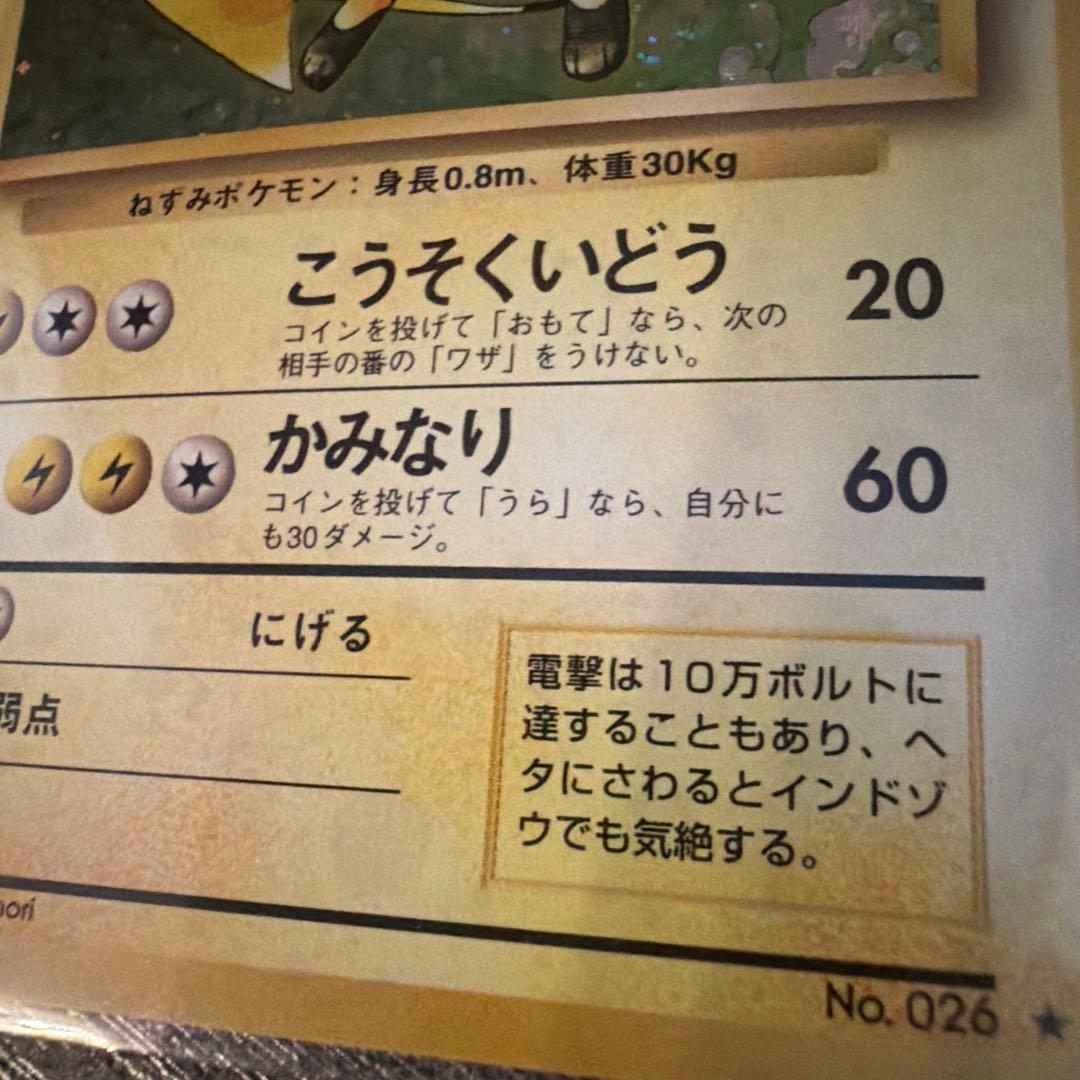 ねずみポケモン：身長0.8m、体重30Kg
こうそくいどう 20
コインを投げて「おもて」なら、次の
相手の番の「ワザ」をうけない。
かみなり 60
コインを投げて「うら」なら、自分に
も30ダメージ。
にげる
弱点
電撃は10万ボルトに
達することもあり、ヘ
タにさわるとインドゾ
ウでも気絶する。
No. 026 ★